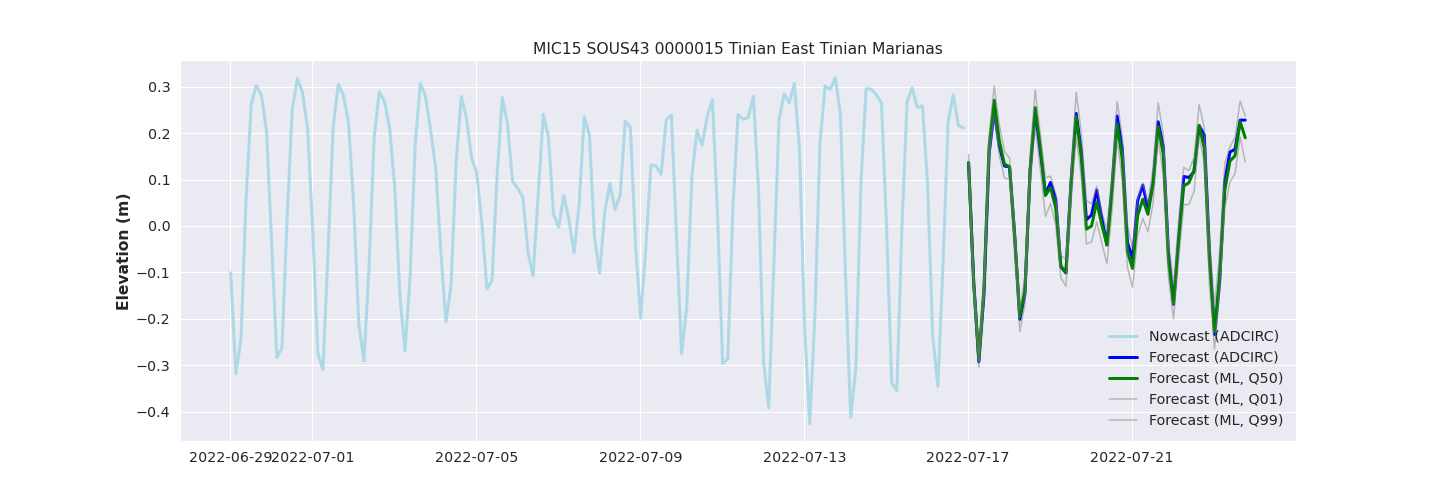 MIC15 SOUS43 0000015 Tinian East Tinian Marianas
Elevation (m)
0.3
0.2
0.1
0.0
−0.1
−0.2
−0.3
−0.4
Nowcast (ADCIRC)
Forecast (ADCIRC)
Forecast (ML, Q50)
Forecast (ML, Q01)
Forecast (ML, Q99)
2022-06-29 2022-07-01 2022-07-05 2022-07-09 2022-07-13 2022-07-17 2022-07-21